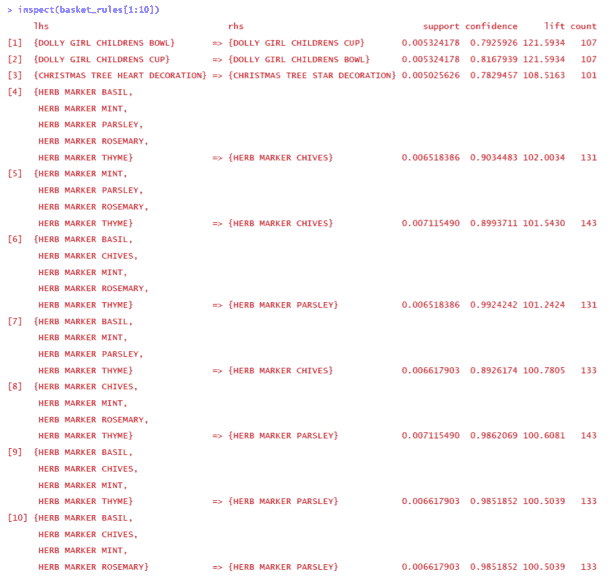 > inspect(basket_rules[1:10])
lhs rhs support confidence lift count
[1] {DOLLY GIRL CHILDRENS BOWL} => {DOLLY GIRL CHILDRENS CUP} 0.005324178 0.7925926 121.5934 107
[2] {DOLLY GIRL CHILDRENS CUP} => {DOLLY GIRL CHILDRENS BOWL} 0.005324178 0.8167939 121.5934 107
[3] {CHRISTMAS TREE HEART DECORATION} => {CHRISTMAS TREE STAR DECORATION} 0.005025626 0.7829457 108.5163 101
[4] {HERB MARKER BASIL,
HERB MARKER MINT,
HERB MARKER PARSLEY,
HERB MARKER ROSEMARY,
HERB MARKER THYME} => {HERB MARKER CHIVES} 0.006518386 0.9034483 102.0034 131
[5] {HERB MARKER MINT,
HERB MARKER PARSLEY,
HERB MARKER ROSEMARY,
HERB MARKER THYME} => {HERB MARKER CHIVES} 0.007115490 0.8993711 101.5430 143
[6] {HERB MARKER BASIL,
HERB MARKER CHIVES,
HERB MARKER MINT,
HERB MARKER ROSEMARY,
HERB MARKER THYME} => {HERB MARKER PARSLEY} 0.006518386 0.9924242 101.2424 131
[7] {HERB MARKER BASIL,
HERB MARKER MINT,
HERB MARKER PARSLEY,
HERB MARKER THYME} => {HERB MARKER CHIVES} 0.006617903 0.8926174 100.7805 133
[8] {HERB MARKER CHIVES,
HERB MARKER MINT,
HERB MARKER ROSEMARY,
HERB MARKER THYME} => {HERB MARKER PARSLEY} 0.007115490 0.9862069 100.6081 143
[9] {HERB MARKER BASIL,
HERB MARKER CHIVES,
HERB MARKER MINT,
HERB MARKER THYME} => {HERB MARKER PARSLEY} 0.006617903 0.9851852 100.5039 133
[10] {HERB MARKER BASIL,
HERB MARKER CHIVES,
HERB MARKER MINT,
HERB MARKER ROSEMARY} => {HERB MARKER PARSLEY} 0.006617903 0.9851852 100.5039 133